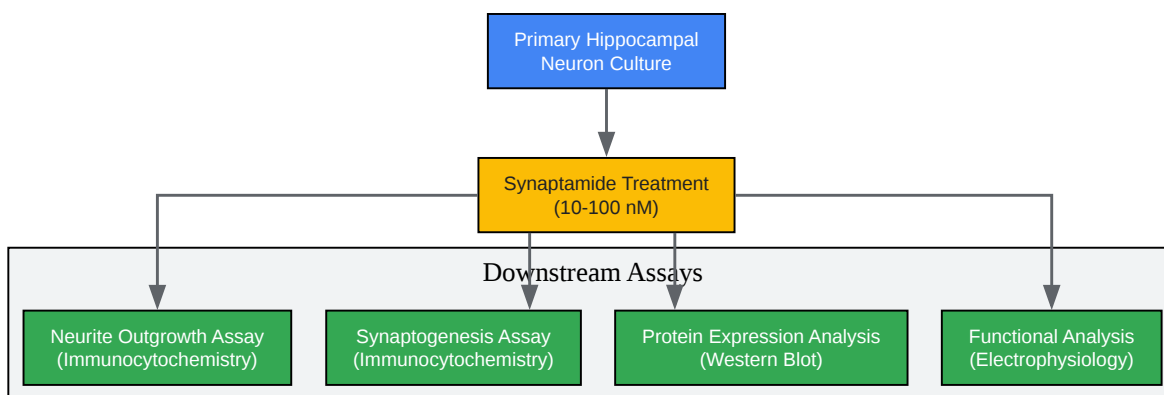 Primary Hippocampal
Neuron Culture
Synaptamide Treatment
(10-100 nM)
Downstream Assays
Neurite Outgrowth Assay
(Immunocytochemistry)
Synaptogenesis Assay
(Immunocytochemistry)
Protein Expression Analysis
(Western Blot)
Functional Analysis
(Electrophysiology)